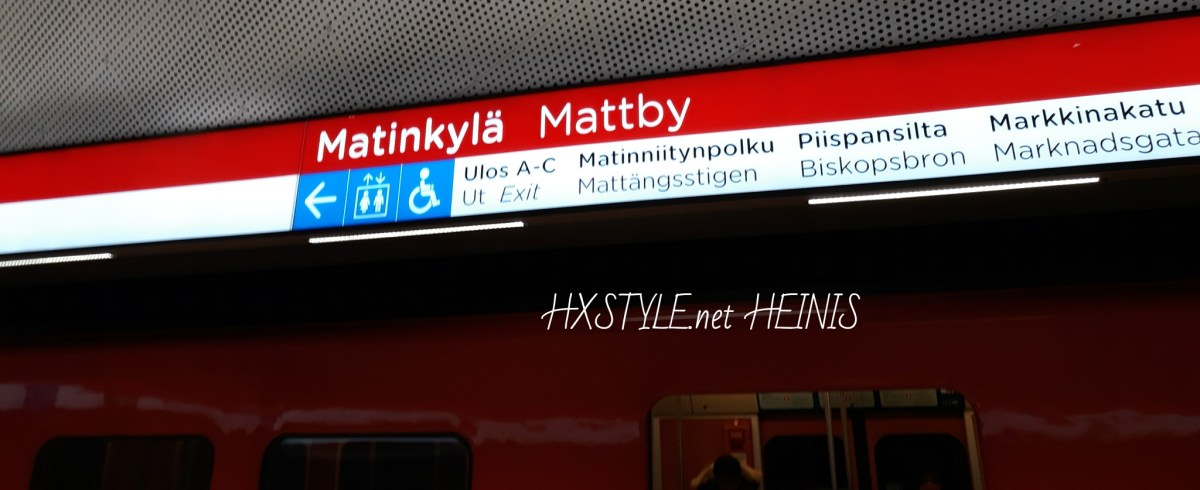 Matinkylä Mattby
Ulos A-C Matinniitynpolku Piispansilta Markkinakatu
Ut Exit Mattängsstigen Biskopsbron Marknadsgata
HXSTYLE.net HEINIS